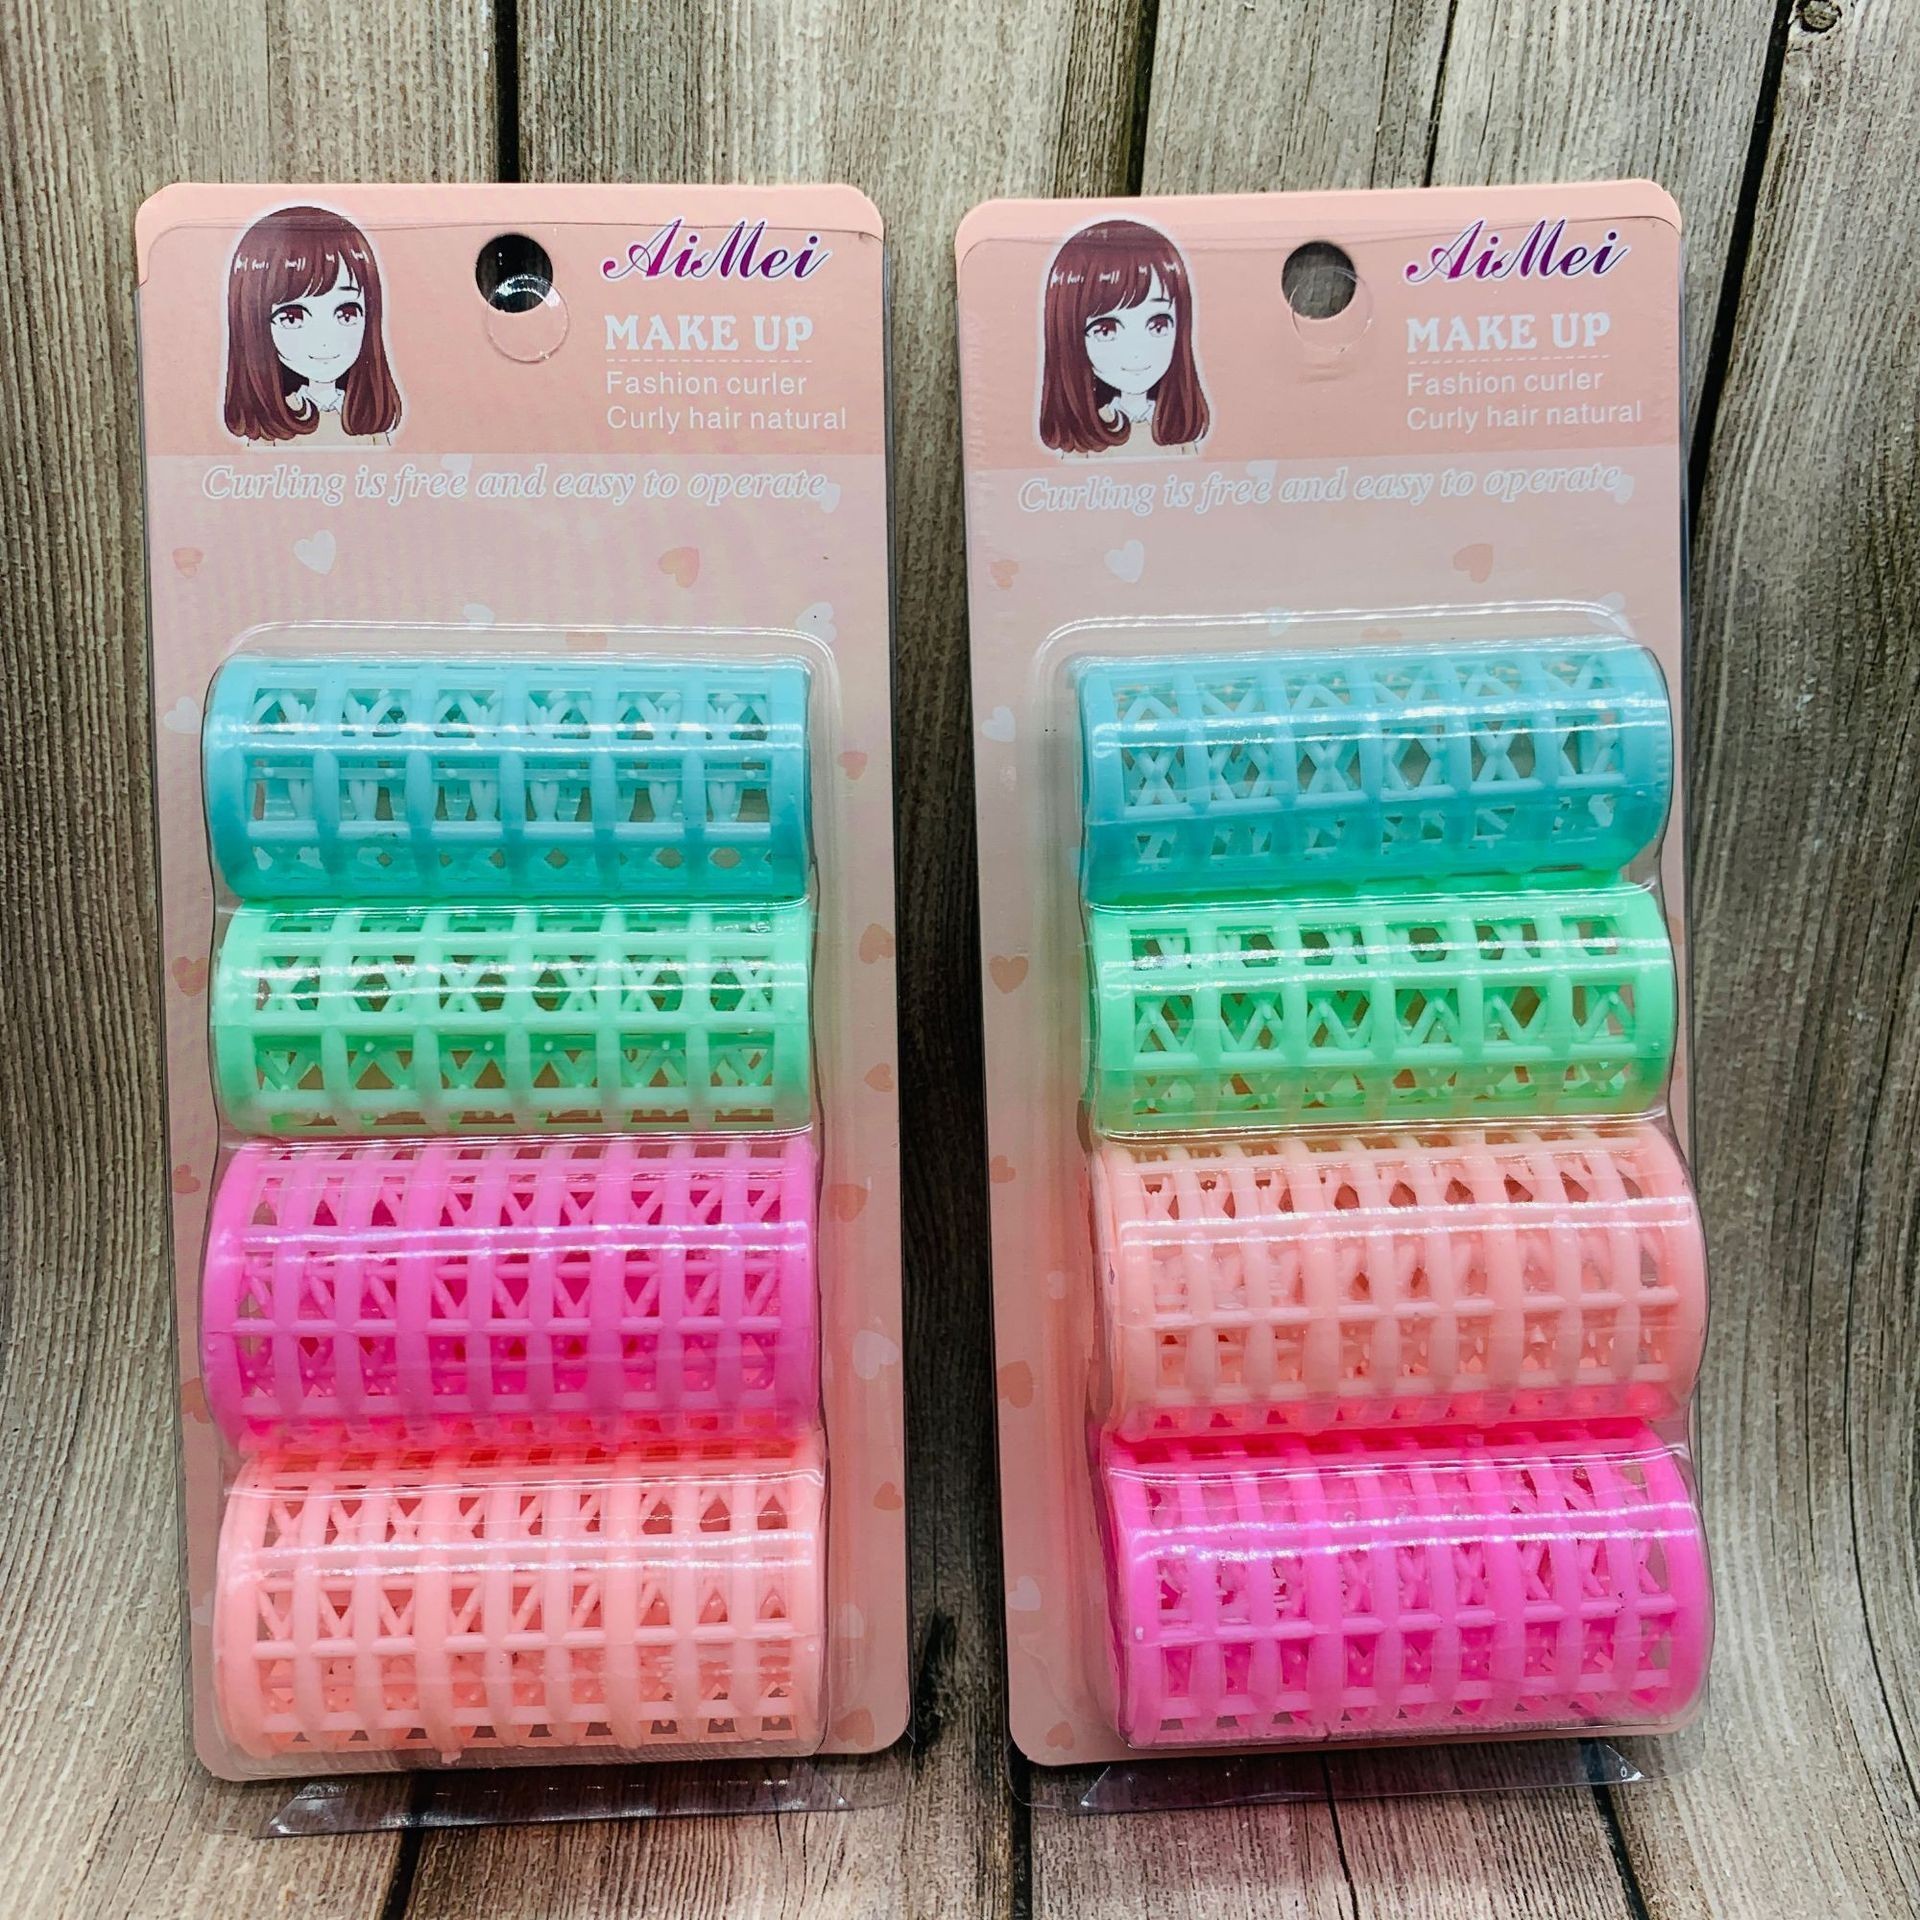 AiMei
MAKE UP
Fashion curler
Curly hair natural
Curling is free and easy to operate
AiMei
MAKE UP
Fashion curler
Curly hair natural
Curling is free and easy to operate